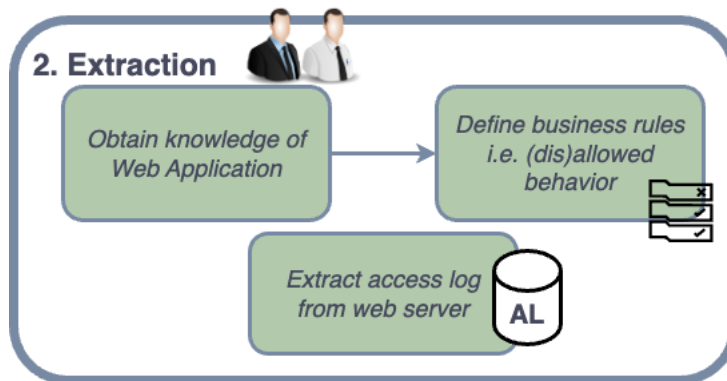 2. Extraction
Obtain knowledge of
Web Application
Define business rules
i.e. (dis)allowed
behavior
Extract access log
from web server
AL